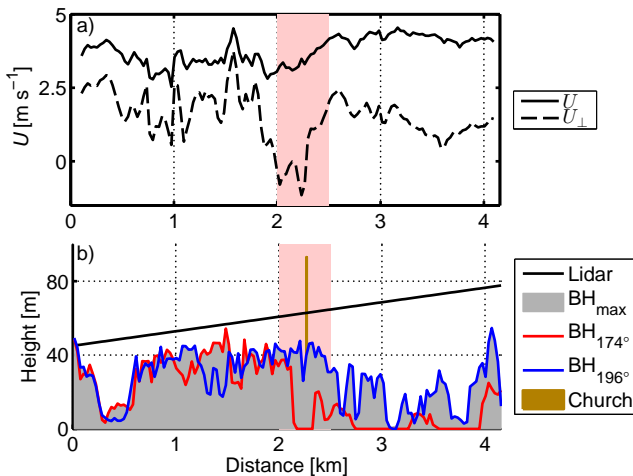 a)
5
2.5
0
U [m s⁻¹]
0 1 2 3 4
U
U⊥
b)
80
40
0
Height [m]
0 1 2 3 4
Distance [km]
Lidar
BHmax
BH174°
BH196°
Church